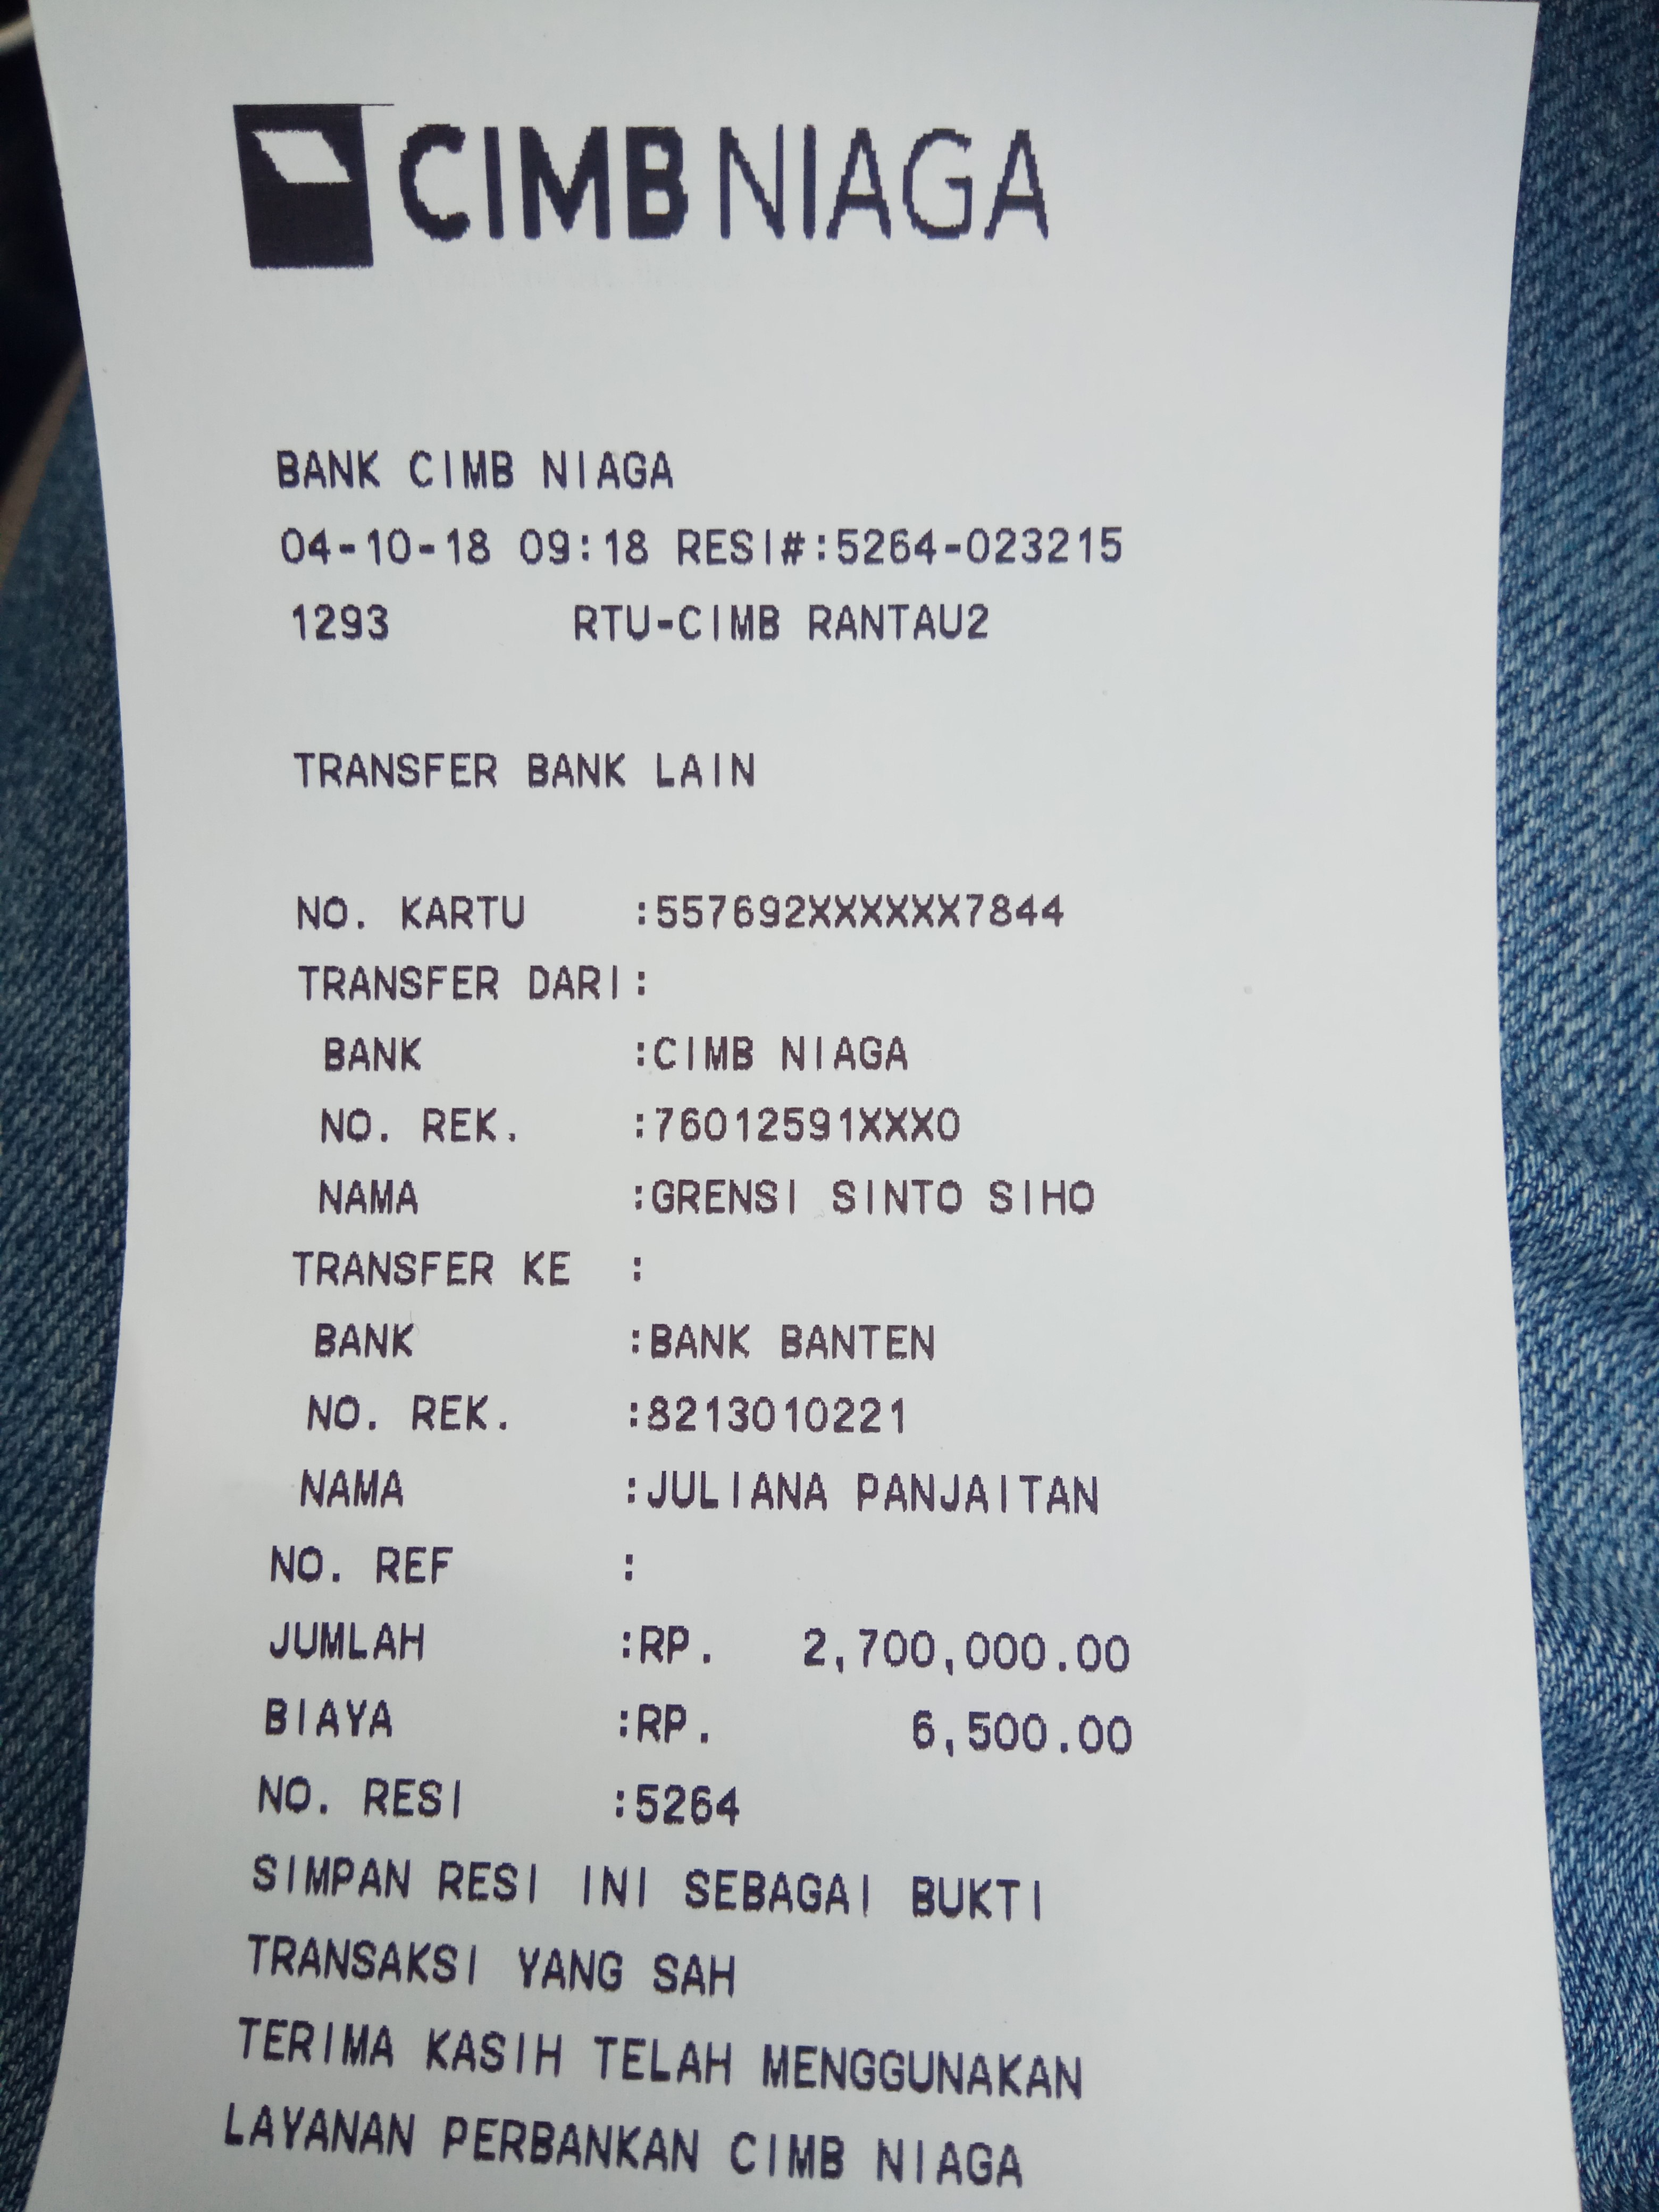 CIMB NIAGA
BANK CIMB NIAGA
04-10-18 09:18 RESI#:5264-023215
1293 RTU-CIMB RANTAU2
TRANSFER BANK LAIN
NO. KARTU :557692XXXXXX7844
TRANSFER DARI:
BANK :CIMB NIAGA
NO. REK. :76012591XXX0
NAMA :GRENSI SINTO SIHO
TRANSFER KE :
BANK :BANK BANTEN
NO. REK. :8213010221
NAMA :JULIANA PANJAITAN
NO. REF :
JUMLAH :RP. 2,700,000.00
BIAYA :RP. 6,500.00
NO. RESI :5264
SIMPAN RESI INI SEBAGAI BUKTI
TRANSAKSI YANG SAH
TERIMA KASIH TELAH MENGGUNAKAN
LAYANAN PERBANKAN CIMB NIAGA